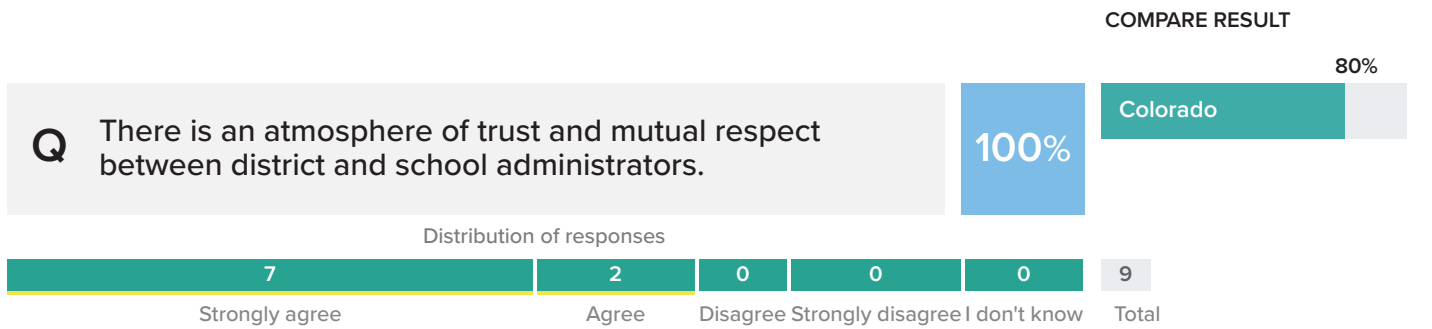 COMPARE RESULT
80%
Q
There is an atmosphere of trust and mutual respect
between district and school administrators.
100%
Colorado
Distribution of responses
7 2 0 0 0 9
Strongly agree Agree Disagree Strongly disagree I don't know Total